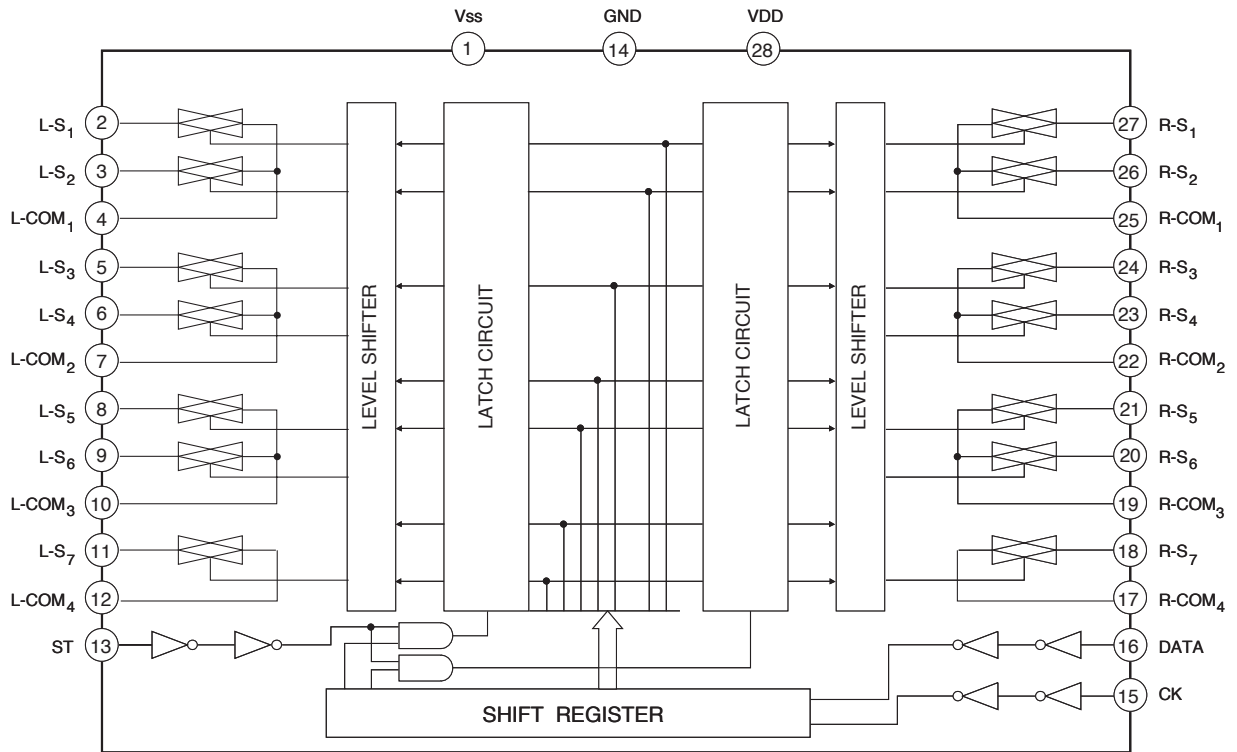 Vss GND VDD
1 14 28
L-S1 2
L-S2 3
L-COM1 4
L-S3 5
L-S4 6
L-COM2 7
L-S5 8
L-S6 9
L-COM3 10
L-S7 11
L-COM4 12
ST 13
LEVEL SHIFTER
LATCH CIRCUIT
LATCH CIRCUIT
LEVEL SHIFTER
27 R-S1
26 R-S2
25 R-COM1
24 R-S3
23 R-S4
22 R-COM2
21 R-S5
20 R-S6
19 R-COM3
18 R-S7
17 R-COM4
16 DATA
15 CK
SHIFT REGISTER